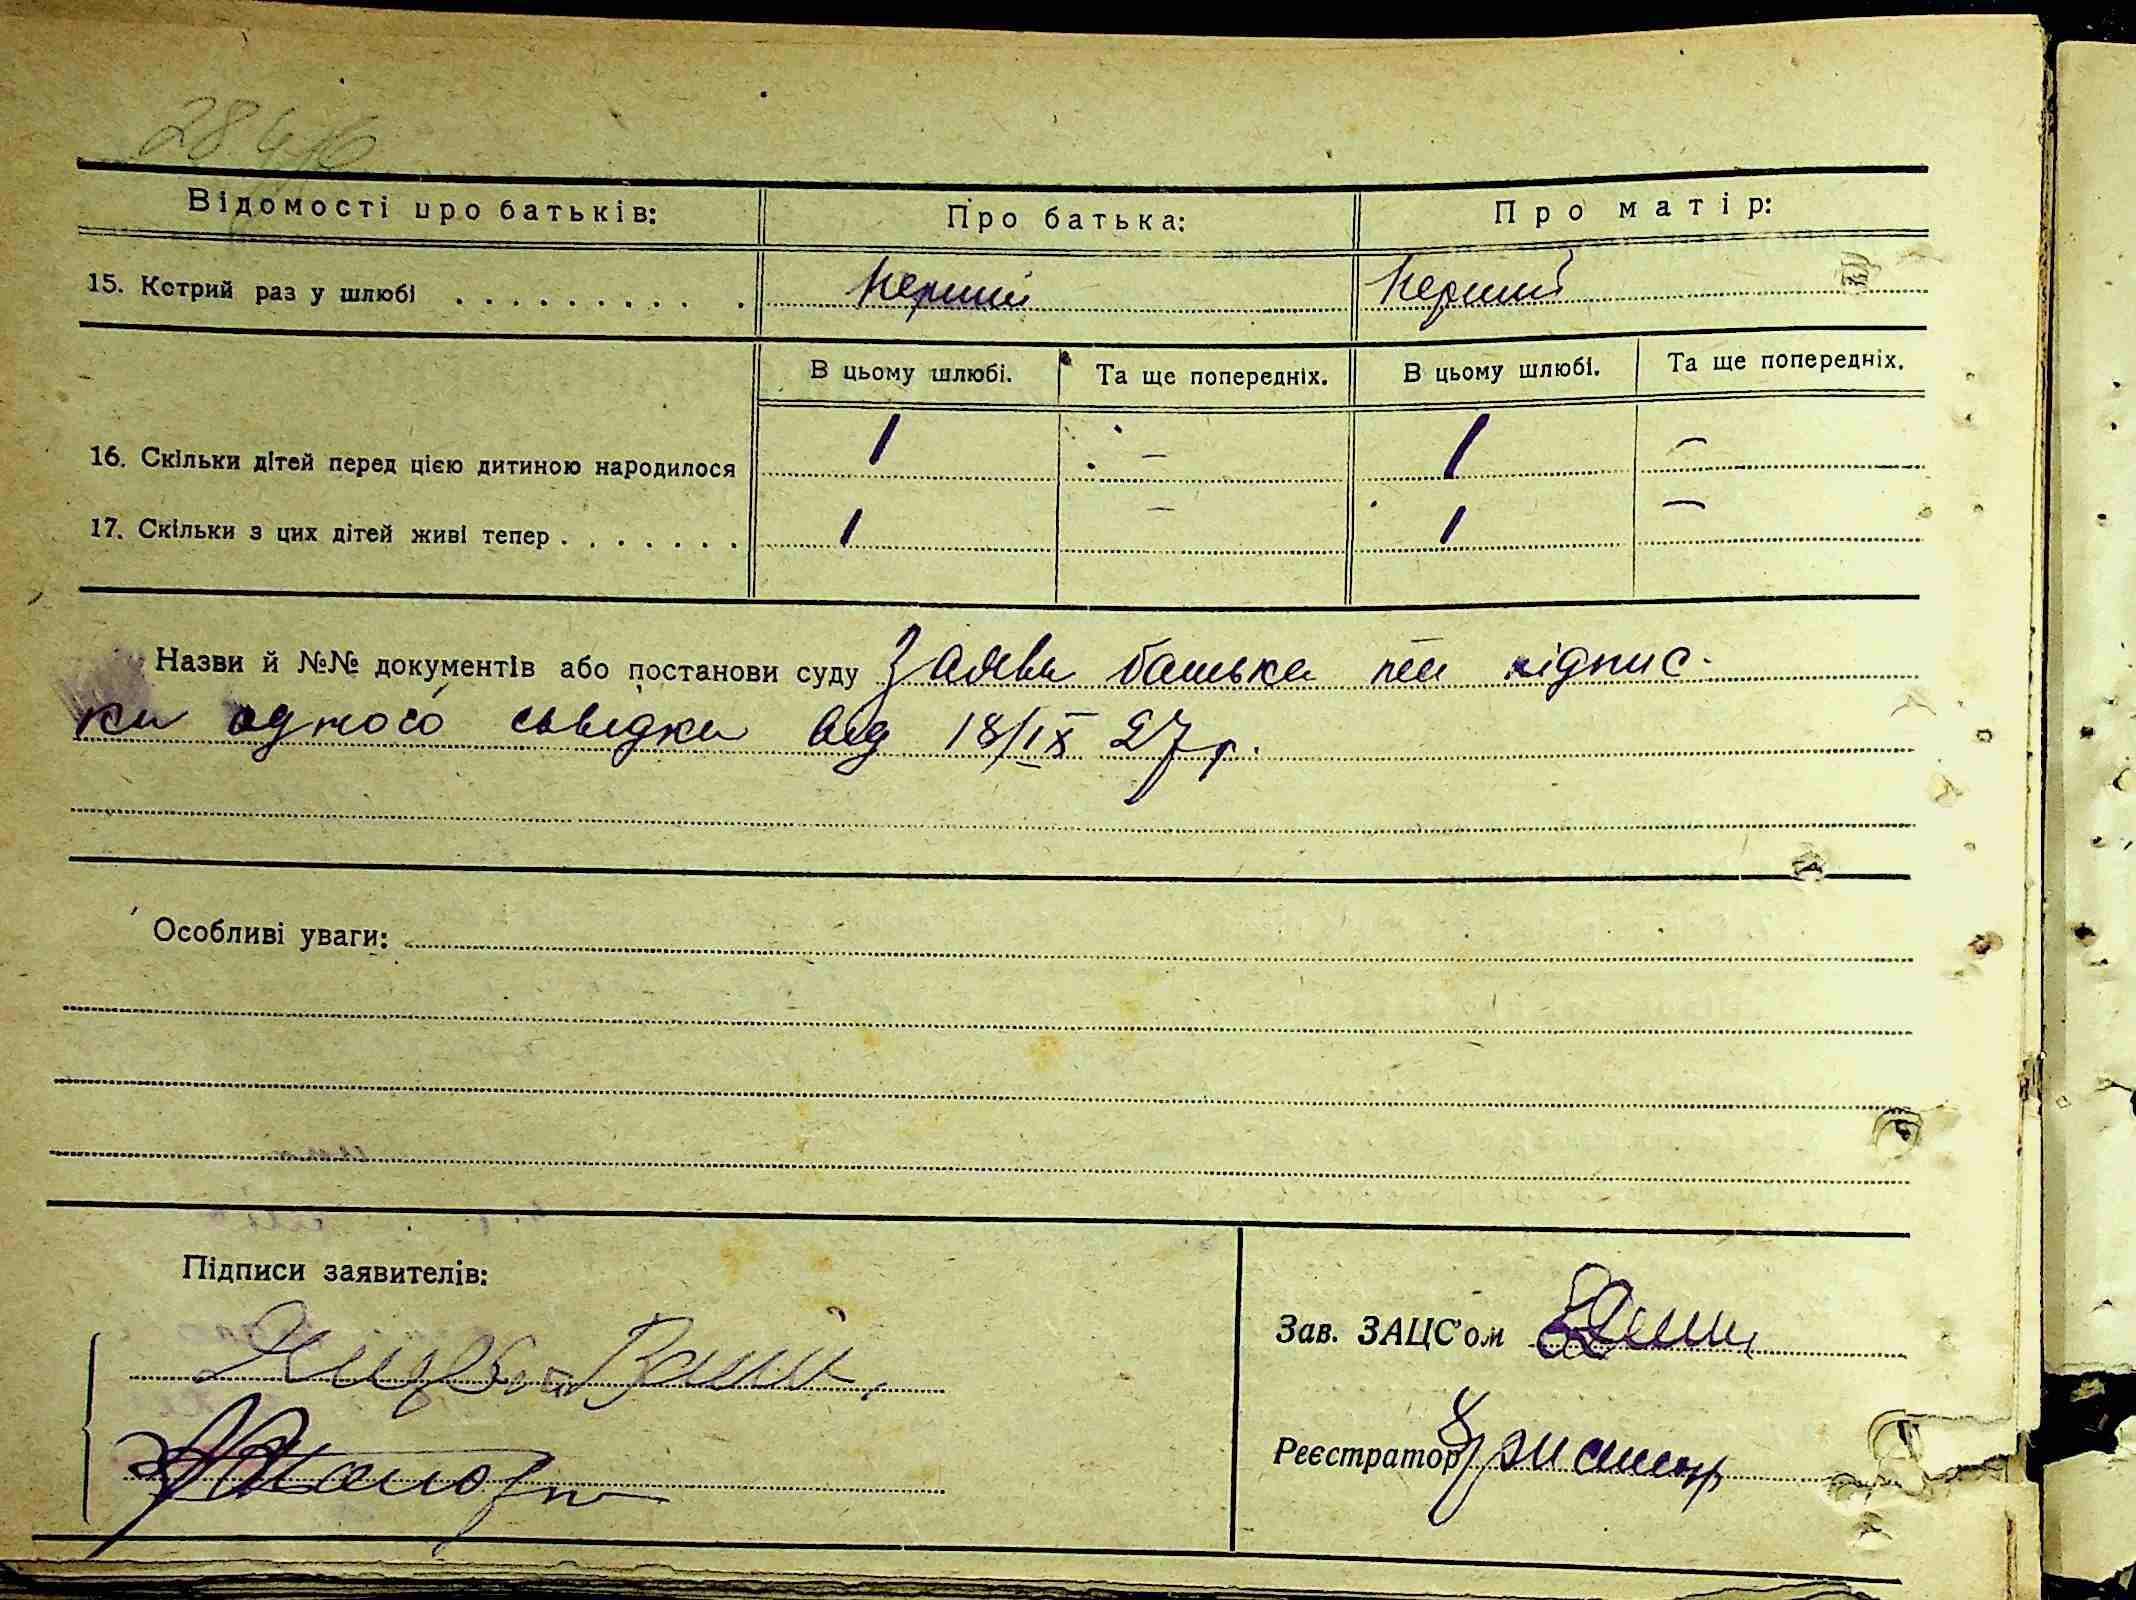 Відомості про батьків: Про батька: Про матір:
15. Котрий раз у шлюбі . . . . . . . . . . Перший Перший
В цьому шлюбі. Та ще попередніх. В цьому шлюбі. Та ще попередніх.
16. Скільки дітей перед цією дитиною народилося 1 – 1 –
17. Скільки з цих дітей живі тепер . . . . . . . 1 – 1 –
Назви й №№ документів або постанови суду Заява батька та підпис-
ка одного свідка від 18/IX 27 р.
Особливі уваги:
Підписи заявителів:
Зав. ЗАЦС'ом
Реєстратор